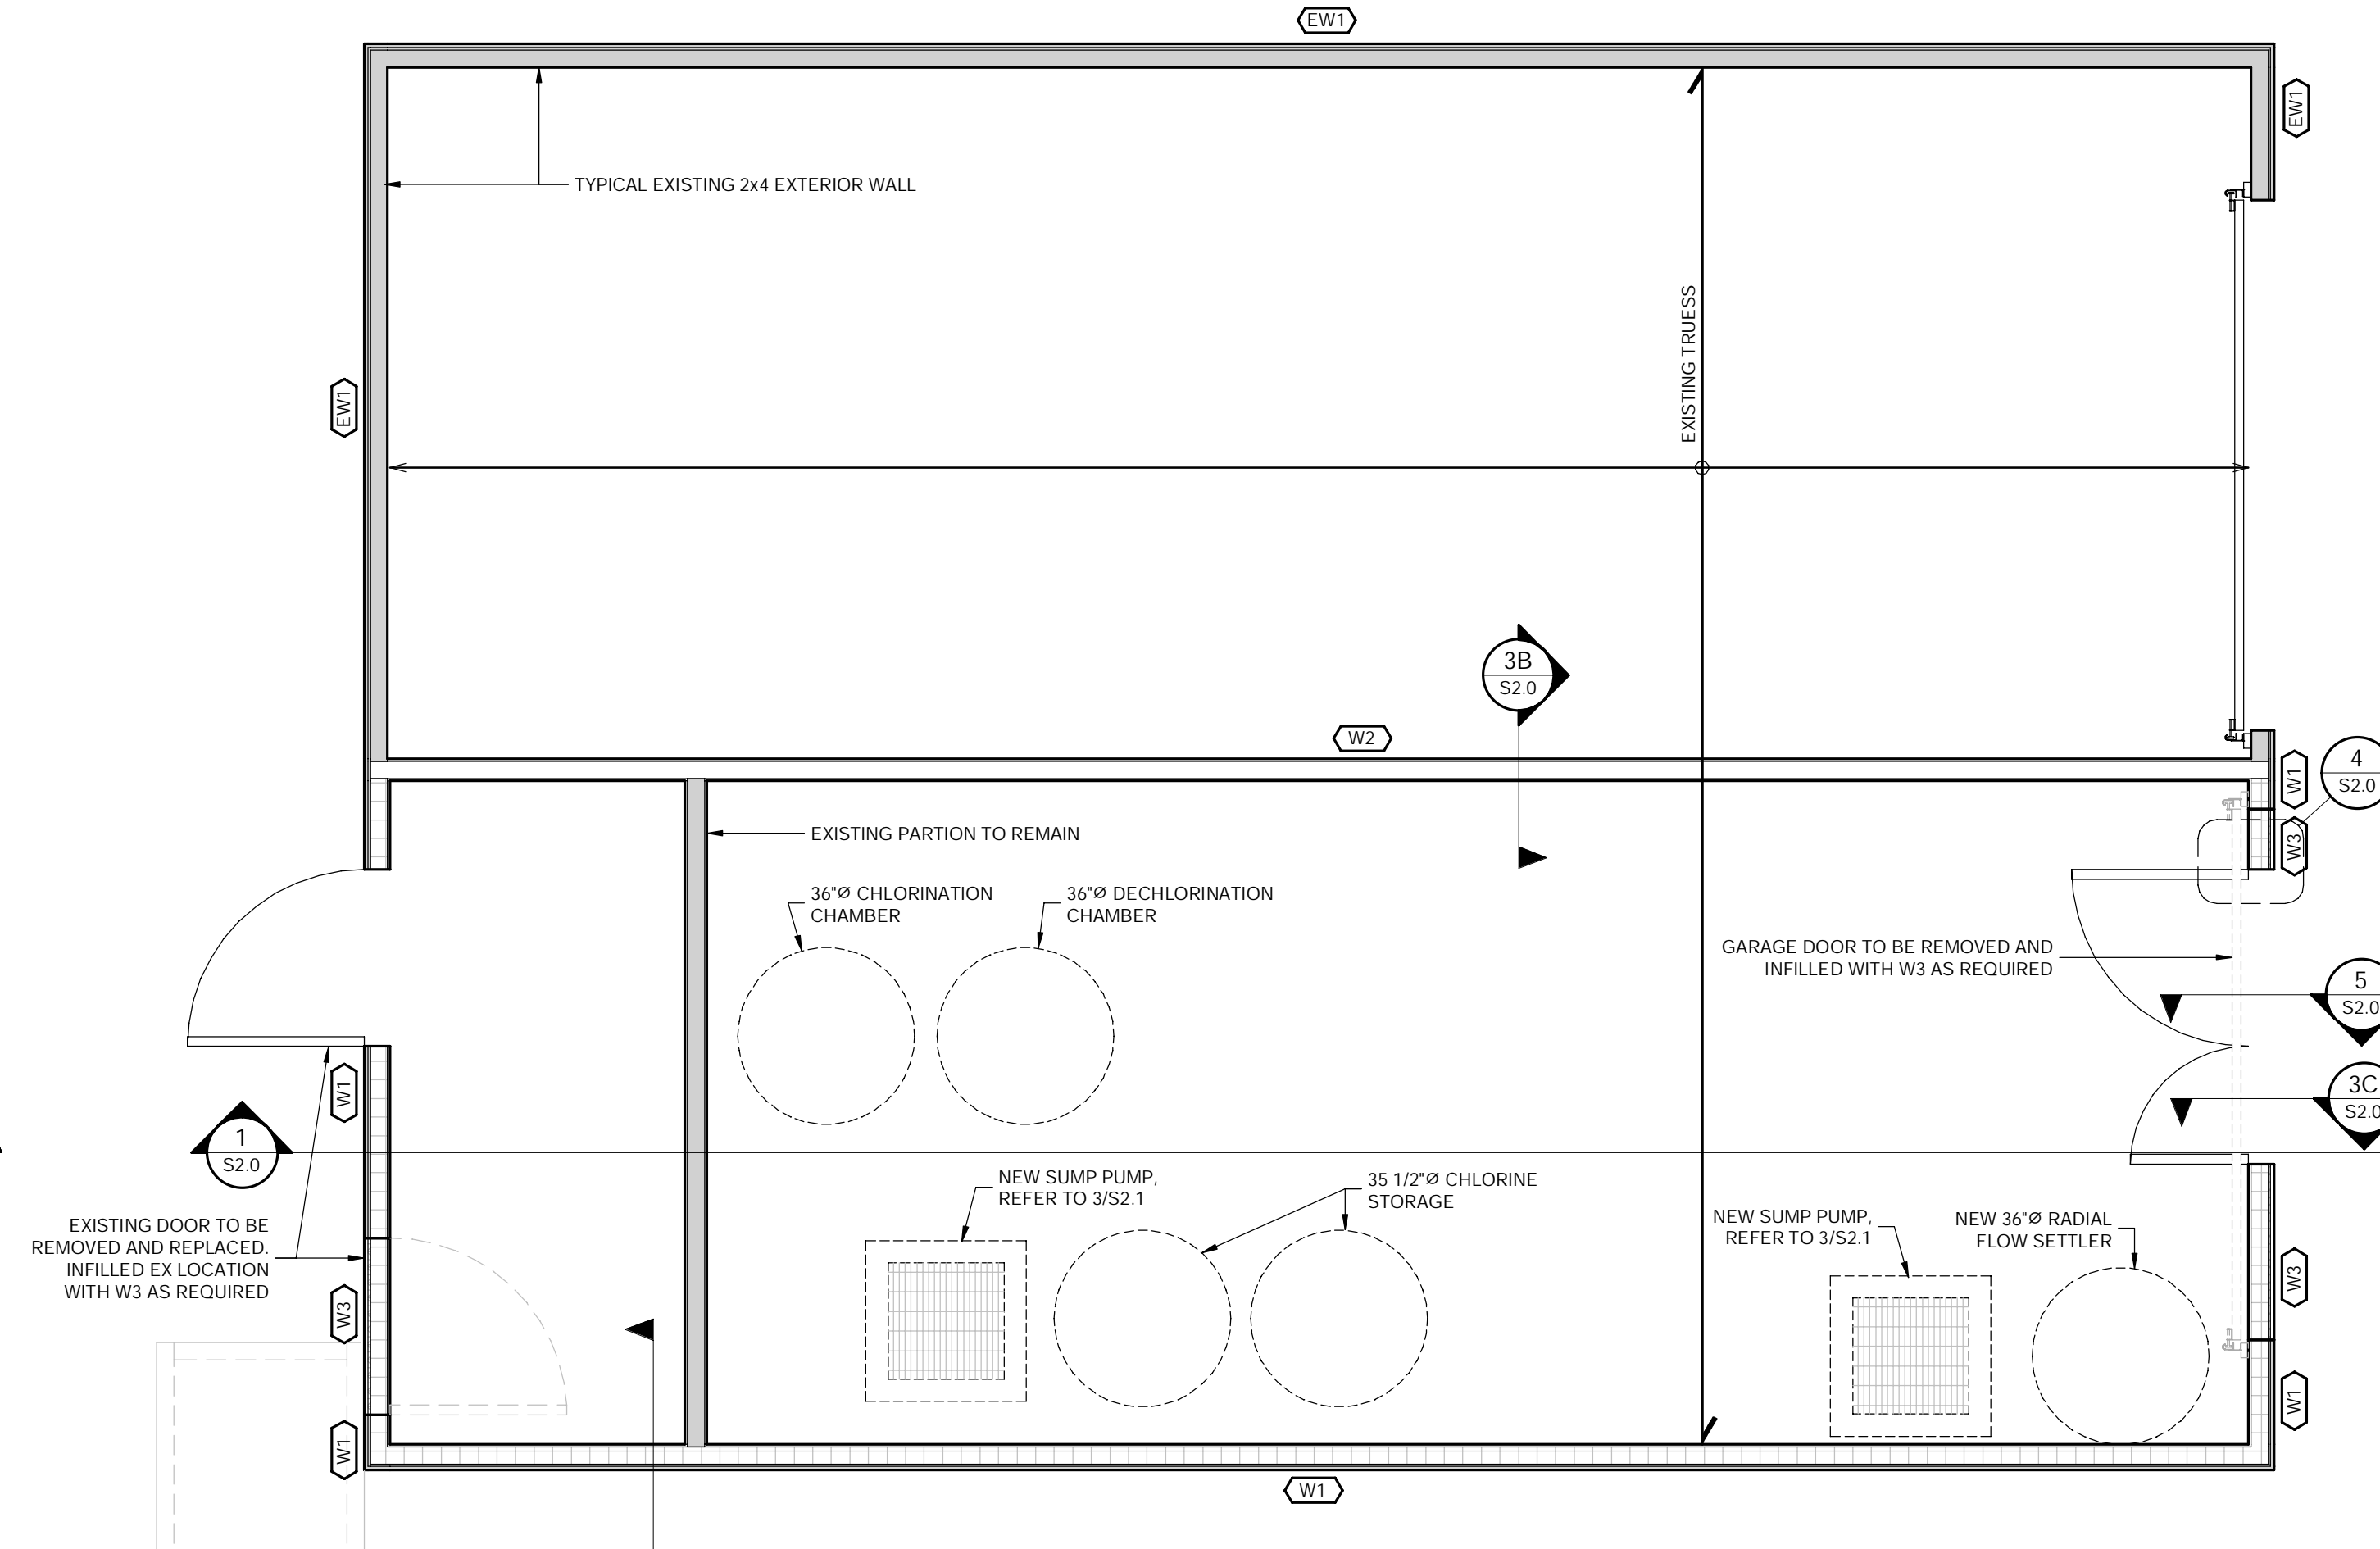 EW1
EW1
TYPICAL EXISTING 2x4 EXTERIOR WALL
EXISTING TRUESS
EW1
3B
S2.0
W2
W1
4
S2.0
EXISTING PARTION TO REMAIN
W3
36"Ø CHLORINATION
CHAMBER
36"Ø DECHLORINATION
CHAMBER
GARAGE DOOR TO BE REMOVED AND
INFILLED WITH W3 AS REQUIRED
5
S2.0
W1
3C
S2.0
1
S2.0
NEW SUMP PUMP,
REFER TO 3/S2.1
35 1/2"Ø CHLORINE
STORAGE
NEW SUMP PUMP,
REFER TO 3/S2.1
NEW 36"Ø RADIAL
FLOW SETTLER
EXISTING DOOR TO BE
REMOVED AND REPLACED.
INFILLED EX LOCATION
WITH W3 AS REQUIRED
W3
W3
W1
W1
W1